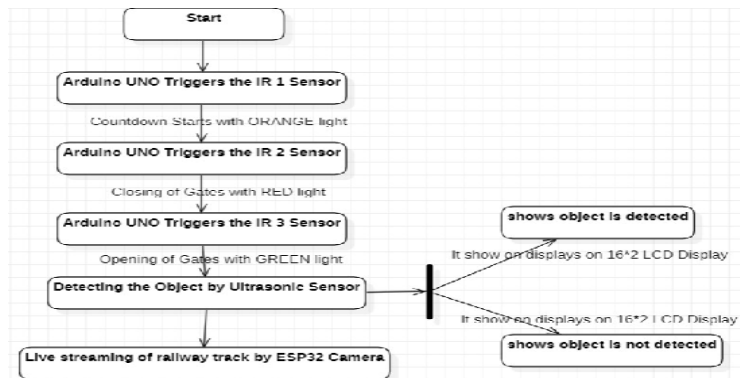 Start
Arduino UNO Triggers the IR 1 Sensor
Countdown Starts with ORANGE light
Arduino UNO Triggers the IR 2 Sensor
Closing of Gates with RED light
Arduino UNO Triggers the IR 3 Sensor
Opening of Gates with GREEN light
Detecting the Object by Ultrasonic Sensor
Live streaming of railway track by ESP32 Camera
shows object is detected
It show on displays on 16*2 LCD Display
It show on displays on 16*2 LCD Display
shows object is not detected